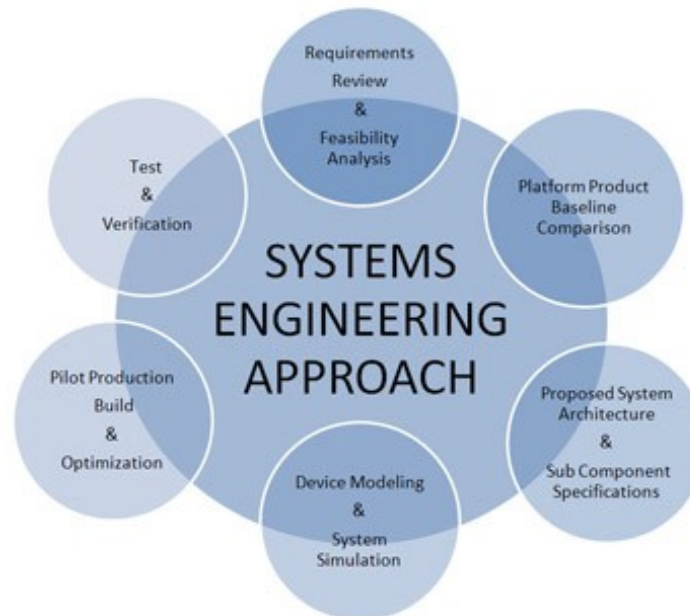 Requirements
Review
&
Feasibility
Analysis
Platform Product
Baseline
Comparison
Proposed System
Architecture
&
Sub Component
Specifications
Device Modeling
&
System
Simulation
Pilot Production
Build
&
Optimization
Test
&
Verification
SYSTEMS
ENGINEERING
APPROACH